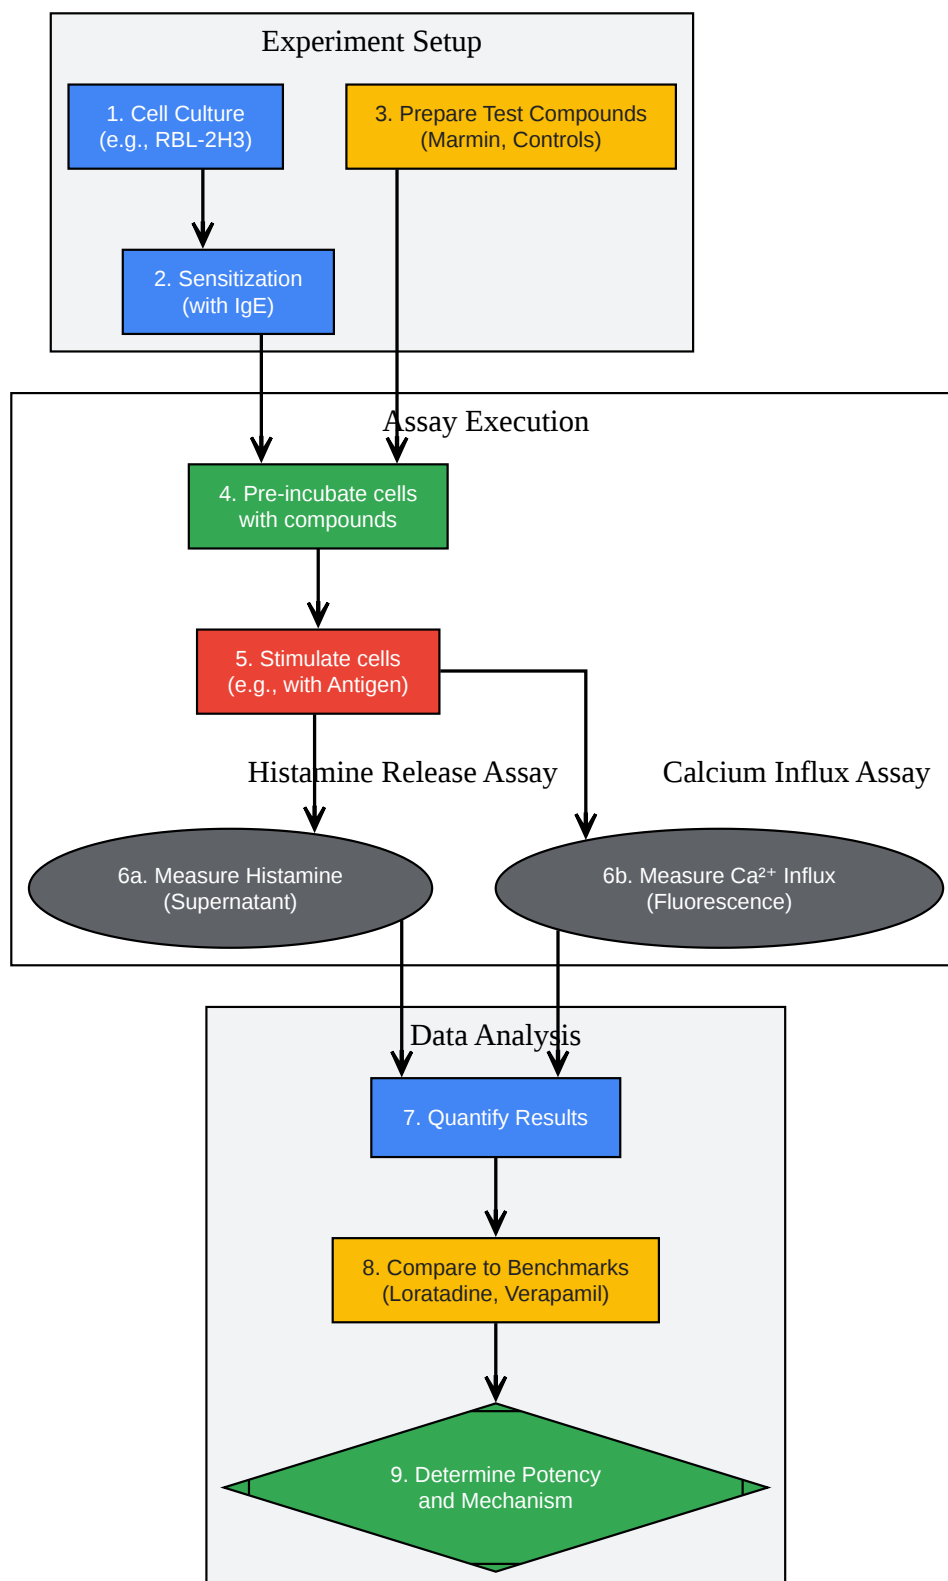 Experiment Setup
1. Cell Culture
(e.g., RBL-2H3)
3. Prepare Test Compounds
(Marmin, Controls)
2. Sensitization
(with IgE)
Assay Execution
4. Pre-incubate cells
with compounds
5. Stimulate cells
(e.g., with Antigen)
Histamine Release Assay
Calcium Influx Assay
6a. Measure Histamine
(Supernatant)
6b. Measure Ca²⁺ Influx
(Fluorescence)
Data Analysis
7. Quantify Results
8. Compare to Benchmarks
(Loratadine, Verapamil)
9. Determine Potency
and Mechanism